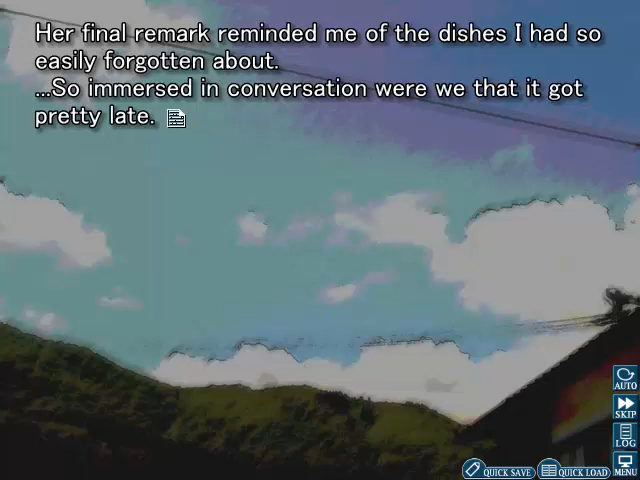 Her final remark reminded me of the dishes I had so
easily forgotten about.
...So immersed in conversation were we that it got
pretty late.
AUTO
SKIP
LOG
MENU
QUICK SAVE
QUICK LOAD